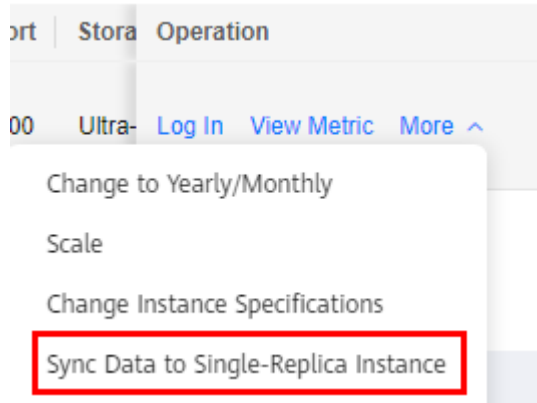 ort Stora Operation
00 Ultra- Log In View Metric More
Change to Yearly/Monthly
Scale
Change Instance Specifications
Sync Data to Single-Replica Instance